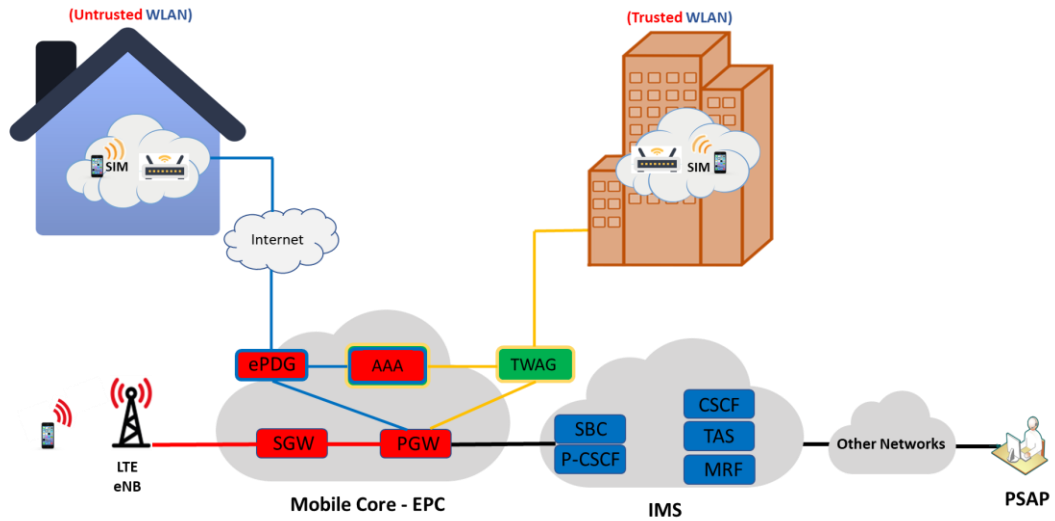 (Untrusted WLAN)
(Trusted WLAN)
SIM
SIM
Internet
ePDG
AAA
TWAG
SGW
PGW
SBC
P-CSCF
CSCF
TAS
MRF
Other Networks
LTE
eNB
Mobile Core - EPC
IMS
PSAP